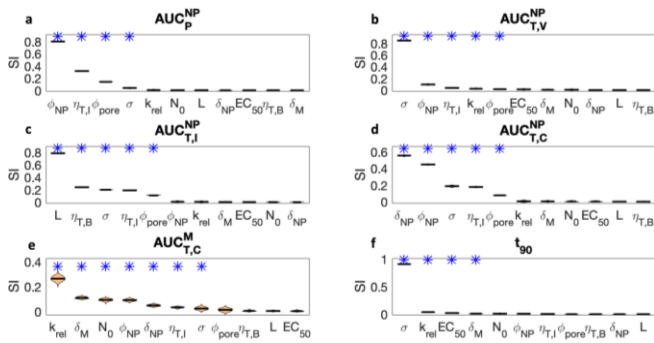 a AUC_P^NP
SI
0.8
0.6
0.4
0.2
0
ϕ_NP η_T,I ϕ_pore σ k_rel N_0 L δ_NP EC_50 η_T,B δ_M
b AUC_T,V^NP
SI
0.8
0.6
0.4
0.2
0
σ ϕ_NP η_T,I k_rel ϕ_pore EC_50 δ_M N_0 δ_NP L η_T,B
c AUC_T,I^NP
SI
0.8
0.6
0.4
0.2
0
L η_T,B σ η_T,I ϕ_pore ϕ_NP k_rel δ_M EC_50 N_0 δ_NP
d AUC_T,C^NP
SI
0.6
0.4
0.2
0
δ_NP ϕ_NP σ η_T,I ϕ_pore k_rel δ_M N_0 EC_50 L η_T,B
e AUC_T,C^M
SI
0.4
0.2
0
k_rel δ_M N_0 ϕ_NP δ_NP η_T,I σ ϕ_pore η_T,B L EC_50
f t_90
SI
1
0.5
0
σ k_rel EC_50 δ_M N_0 ϕ_NP η_T,I ϕ_pore η_T,B δ_NP L